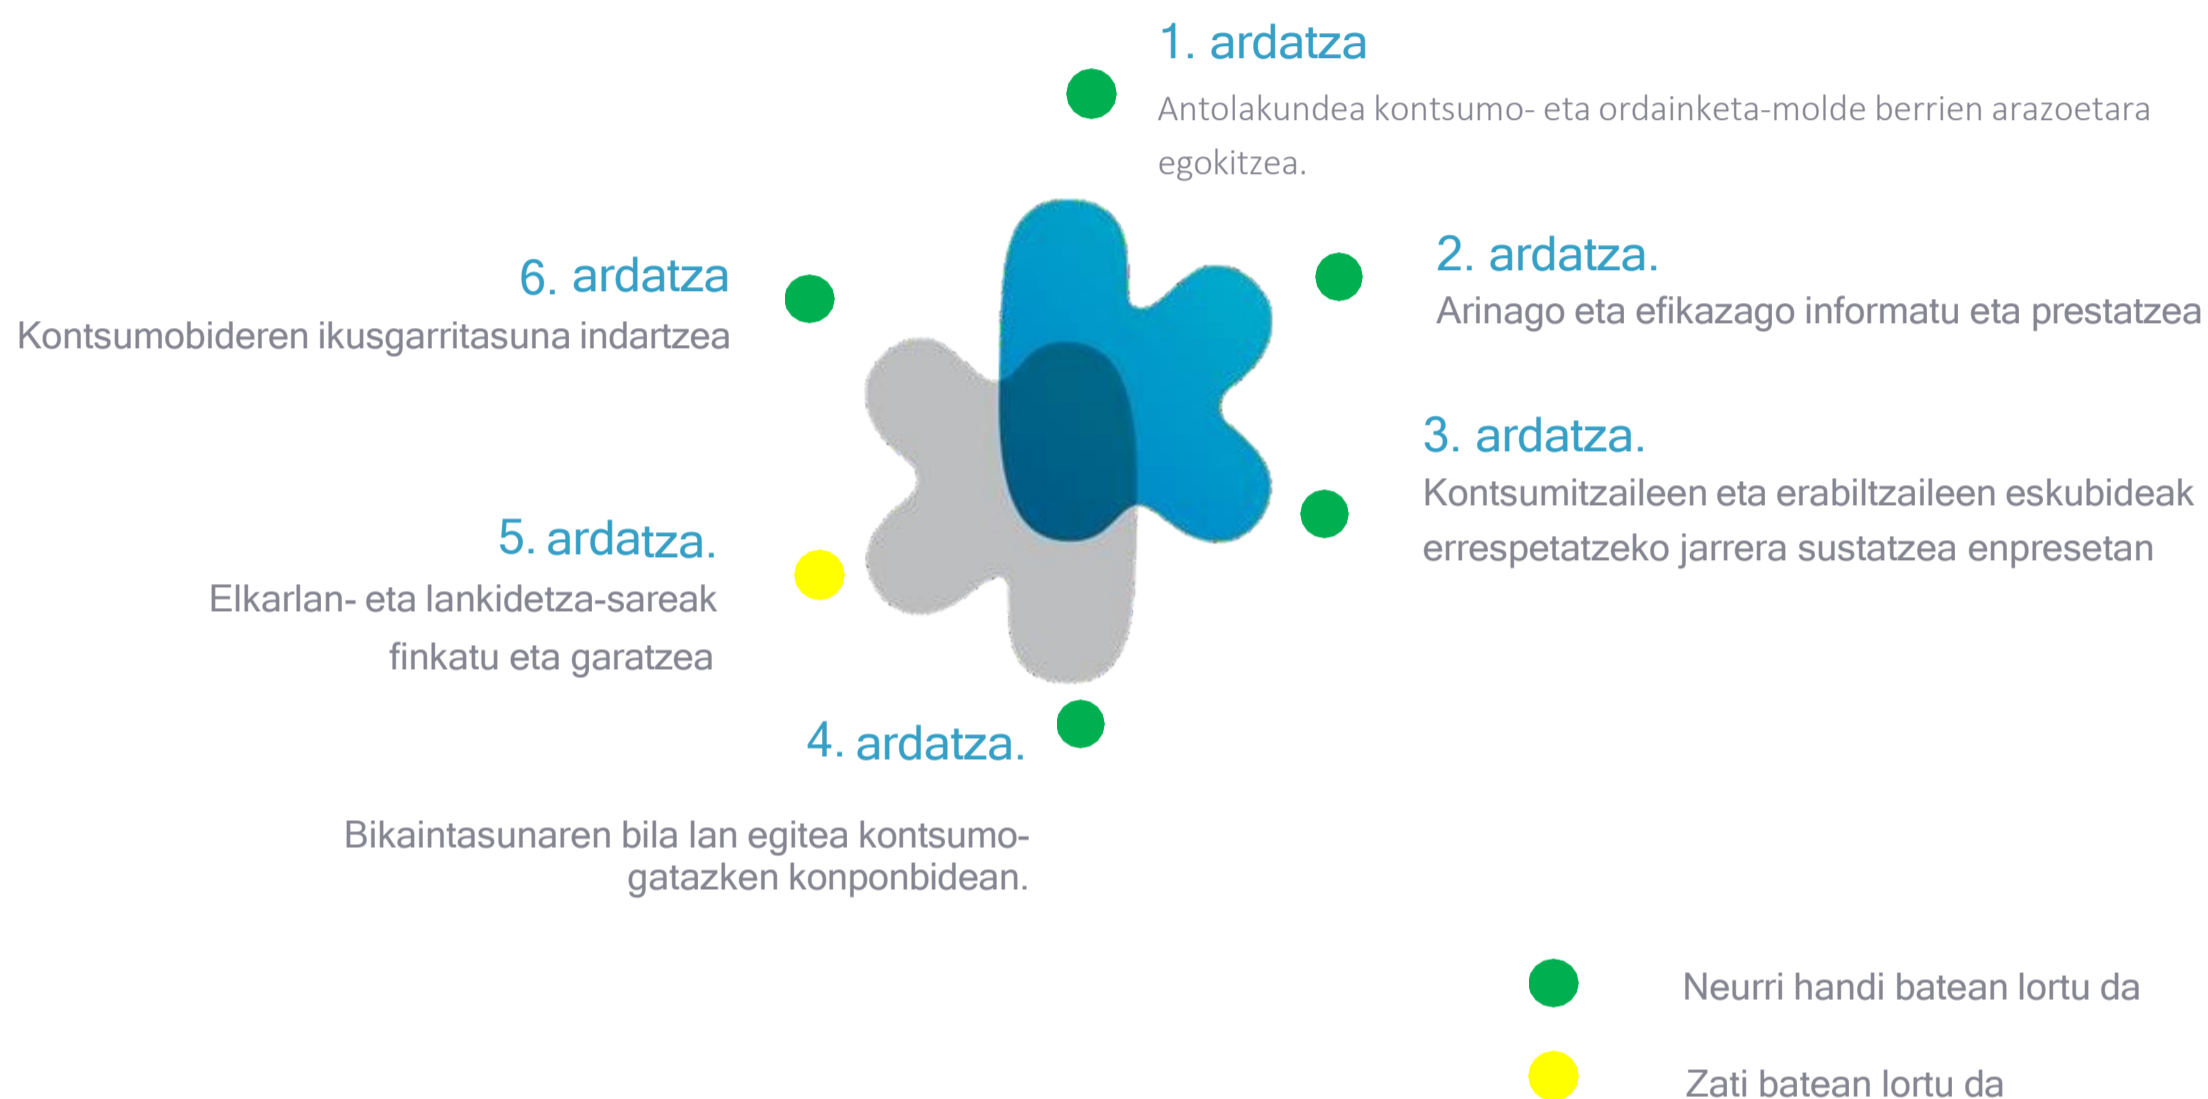 1. ardatza
Antolakundea kontsumo- eta ordainketa-molde berrien arazoetara
egokitzea.
2. ardatza.
Arinago eta efikazago informatu eta prestatzea
3. ardatza.
Kontsumitzaileen eta erabiltzaileen eskubideak
errespetatzeko jarrera sustatzea enpresetan
4. ardatza.
Bikaintasunaren bila lan egitea kontsumo-
gatazken konponbidean.
5. ardatza.
Elkarlan- eta lankidetza-sareak
finkatu eta garatzea
6. ardatza
Kontsumobideren ikusgarritasuna indartzea
Neurri handi batean lortu da
Zati batean lortu da